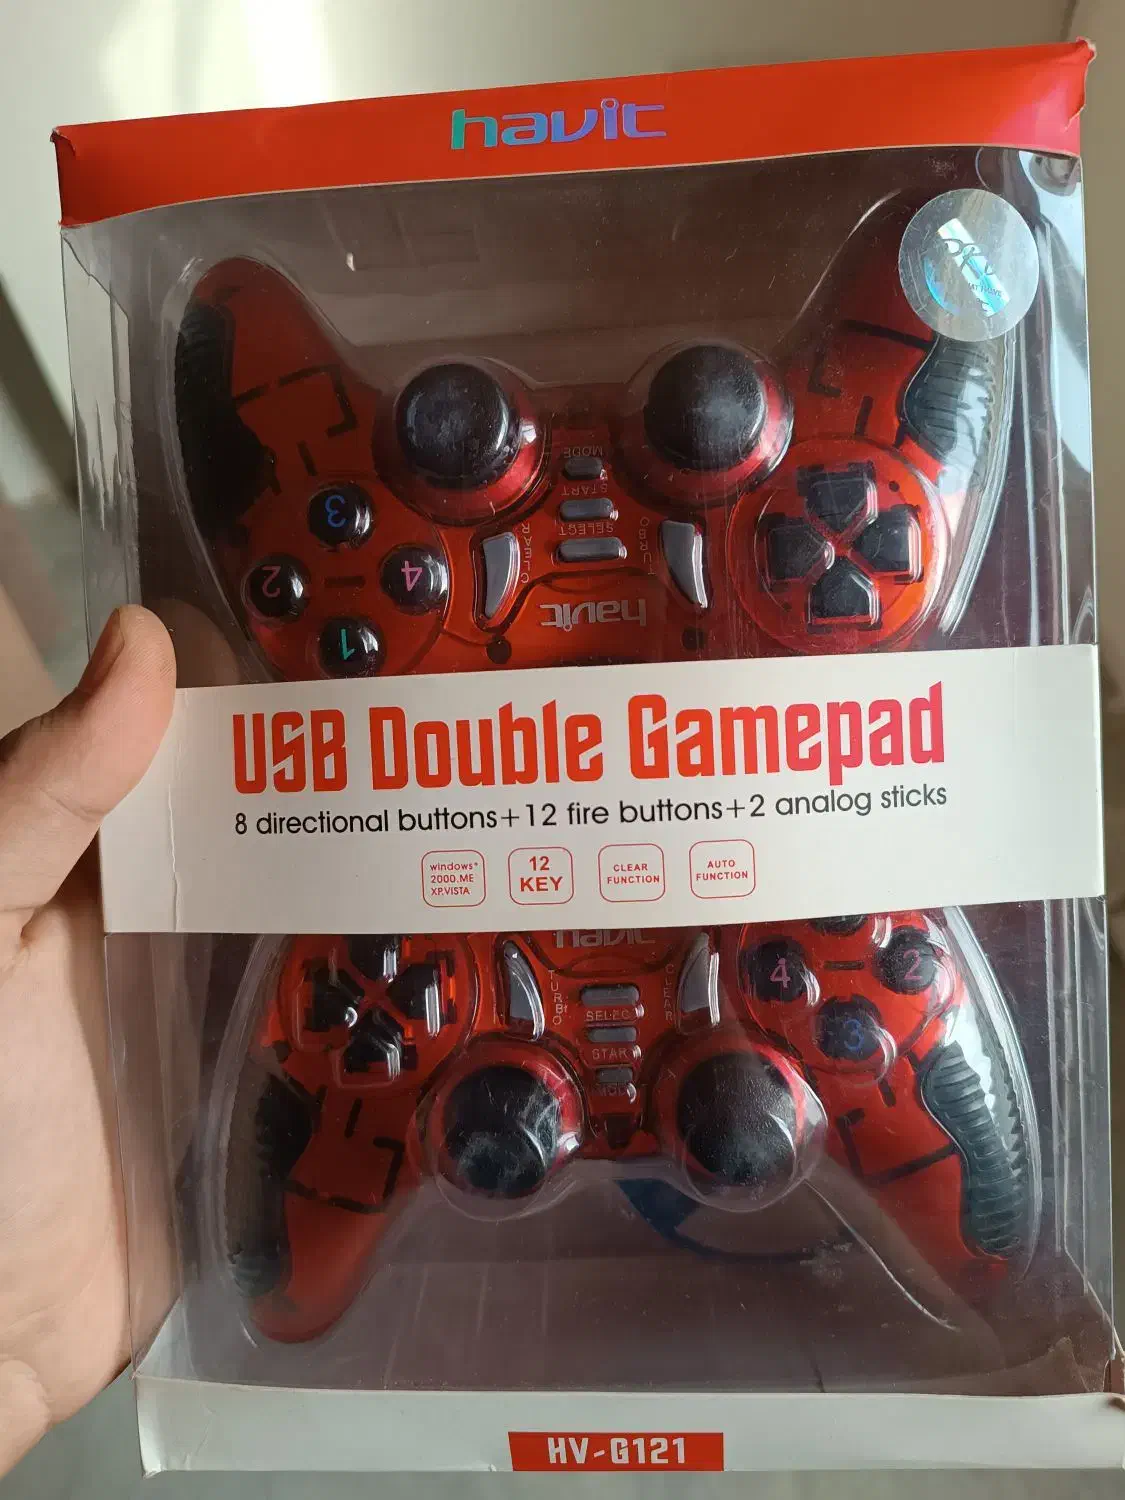 havit
MODE
START
SELECT
CLEAR
TURBO
3
2
4
1
havit
USB Double Gamepad
8 directional buttons+12 fire buttons+2 analog sticks
windows®
2000.ME
XP.VISTA
12
KEY
CLEAR
FUNCTION
AUTO
FUNCTION
havit
TURBO
CLEAR
SELEC
STAR
4
2
3
HV-G121